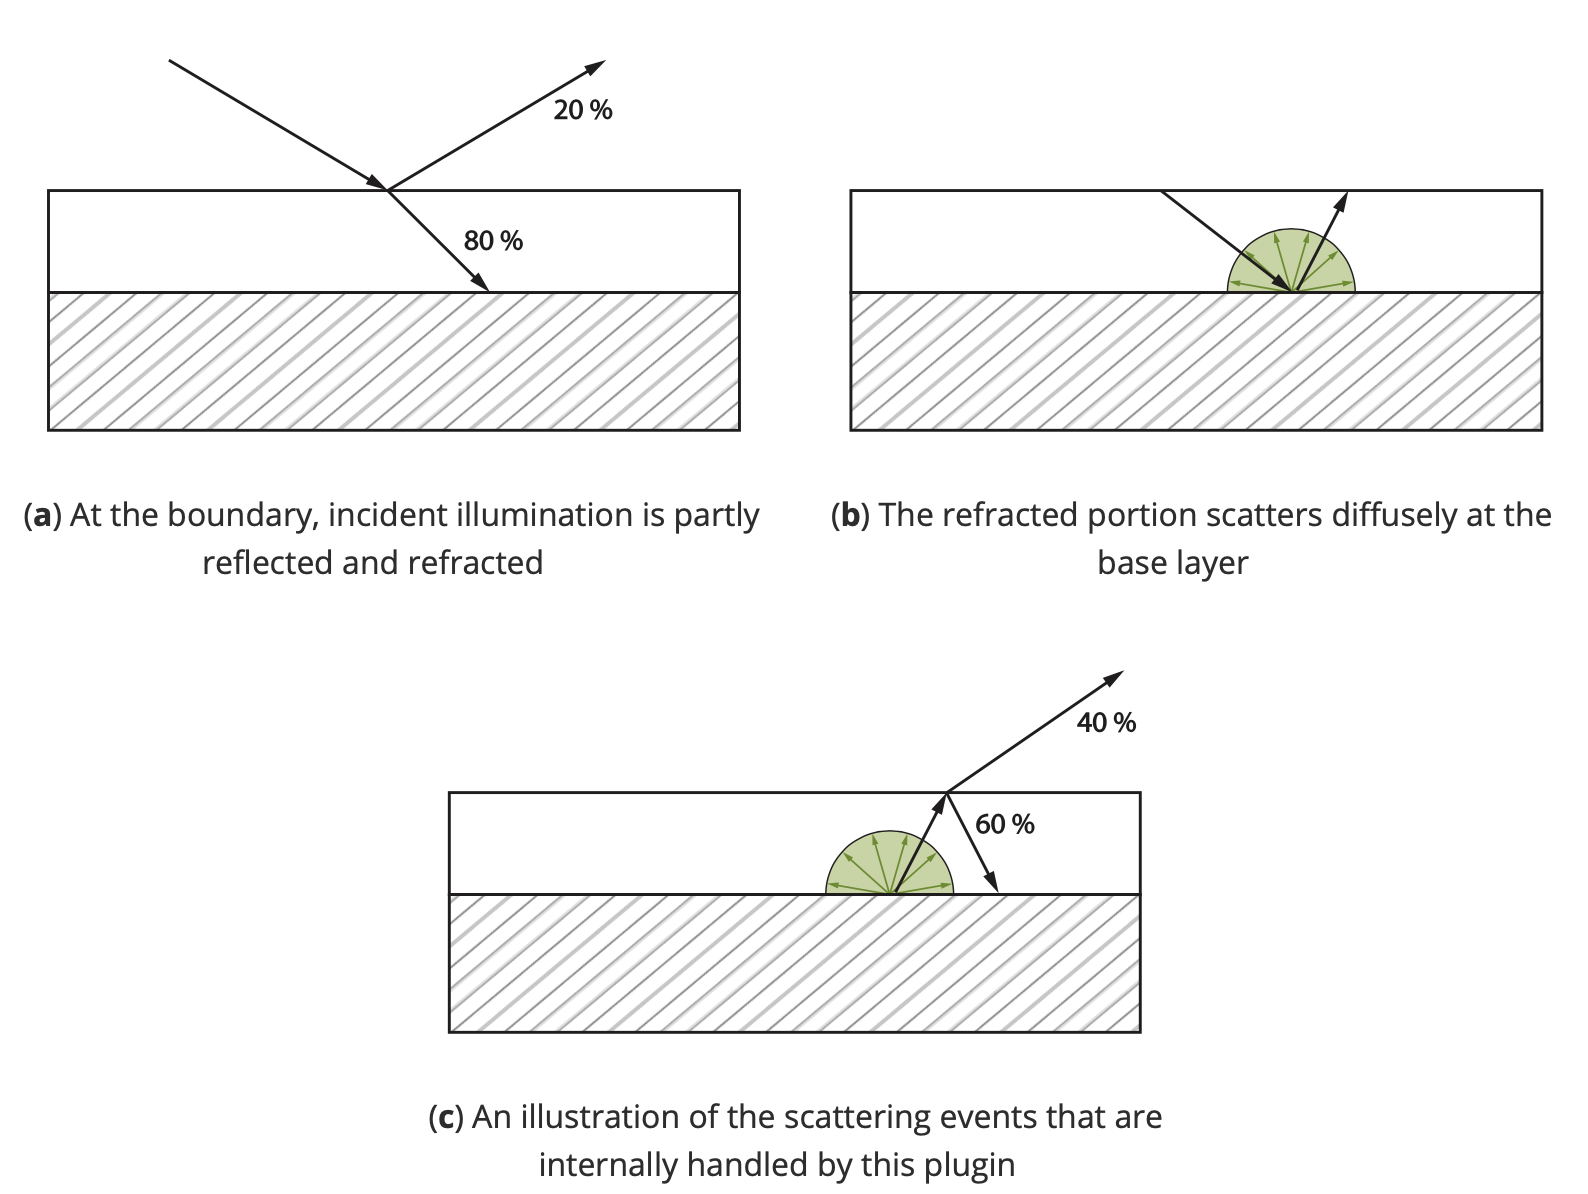 20 %
80 %
(a) At the boundary, incident illumination is partly
reflected and refracted
(b) The refracted portion scatters diffusely at the
base layer
40 %
60 %
(c) An illustration of the scattering events that are
internally handled by this plugin